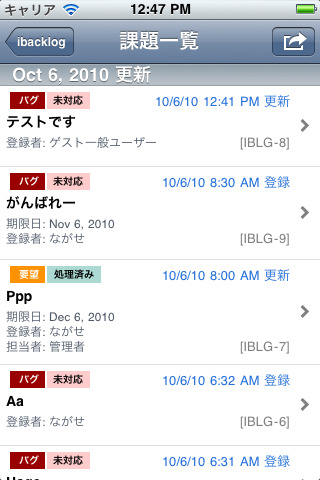 キャリア 12:47 PM
ibacklog 課題一覧
Oct 6, 2010 更新
バグ 未対応 10/6/10 12:41 PM 更新
テストです
登録者: ゲスト一般ユーザー [IBLG-8]
バグ 未対応 10/6/10 8:30 AM 登録
がんばれー
期限日: Nov 6, 2010
登録者: ながせ [IBLG-9]
要望 処理済み 10/6/10 8:00 AM 更新
Ppp
期限日: Dec 6, 2010
登録者: ながせ
担当者: 管理者 [IBLG-7]
バグ 未対応 10/6/10 6:32 AM 登録
Aa
登録者: ながせ [IBLG-6]
バグ 未対応 10/6/10 6:31 AM 登録